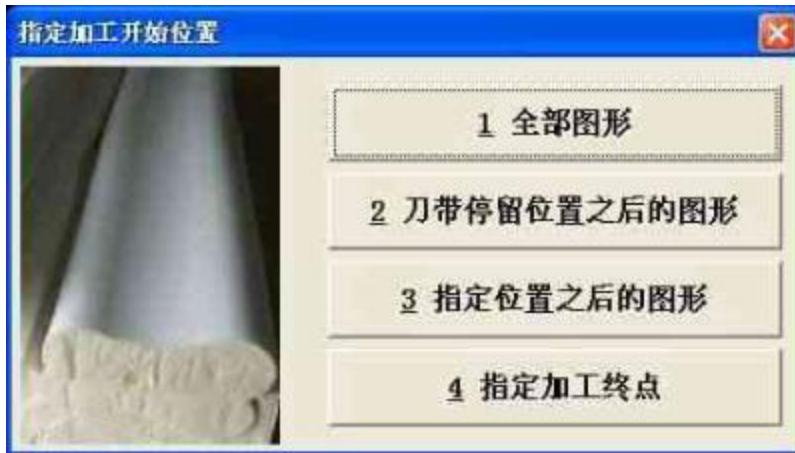 指定加工开始位置
1 全部图形
2 刀带停留位置之后的图形
3 指定位置之后的图形
4 指定加工终点